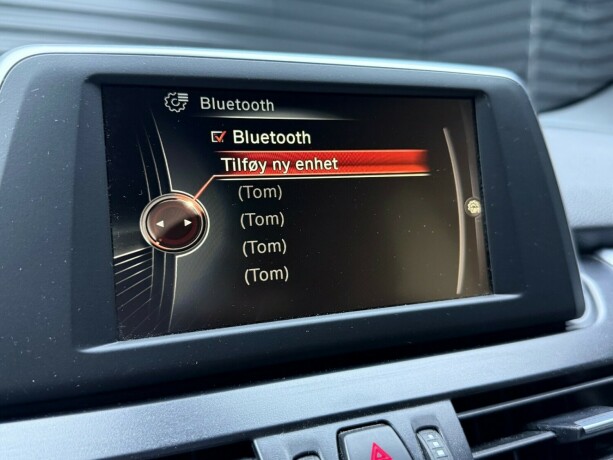 Bluetooth
Bluetooth
Tilføy ny enhet
(Tom)
(Tom)
(Tom)
(Tom)